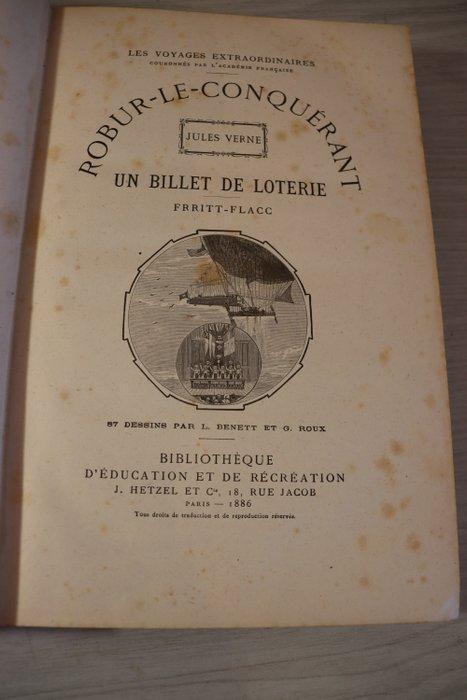 LES VOYAGES EXTRAORDINAIRES
COURONNÉS PAR L'ACADÉMIE FRANÇAISE
ROBUR-LE-CONQUÉRANT
JULES VERNE
UN BILLET DE LOTERIE
FRRITT-FLACC
87 DESSINS PAR L. BENETT ET G. ROUX
BIBLIOTHÈQUE
D'ÉDUCATION ET DE RÉCRÉATION
J. HETZEL ET Cie, 18, RUE JACOB
PARIS — 1886
Tous droits de traduction et de reproduction réservés.